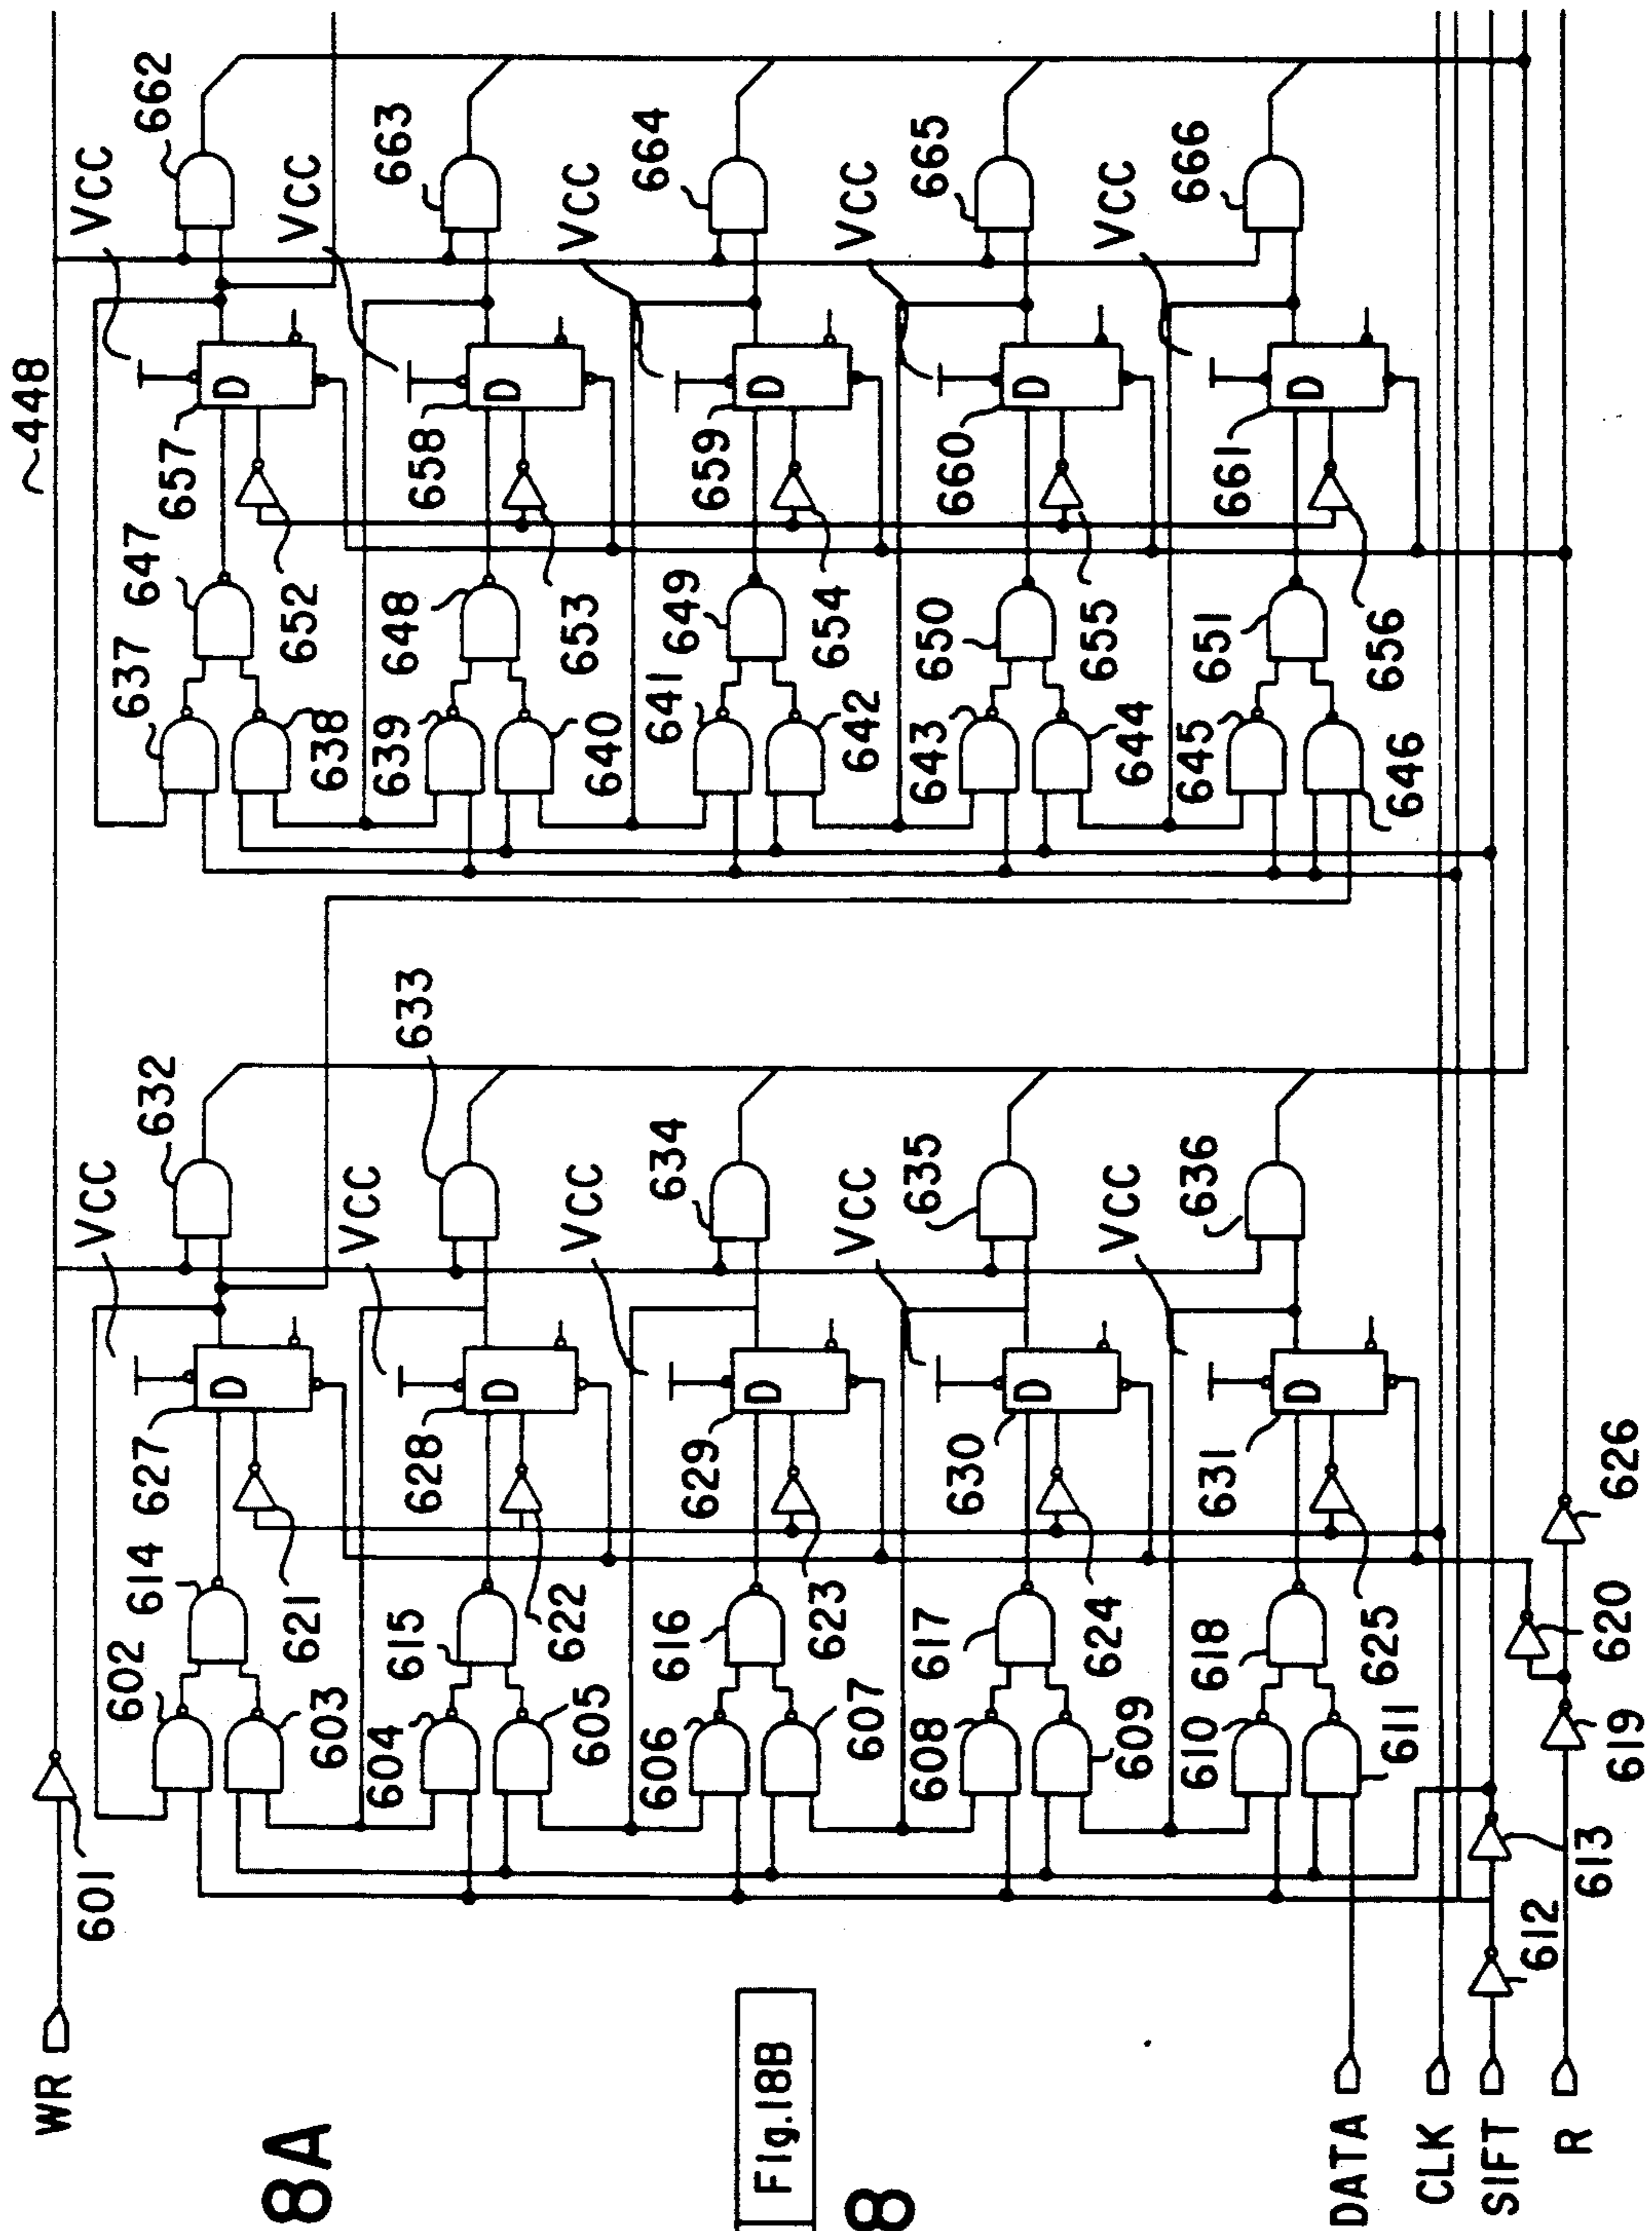 448
WR
601
602
614
627
VCC
632
637
647
657
VCC
662
603
621
638
652
VCC
604
615
628
VCC
633
639
648
658
663
605
622
640
653
606
616
629
VCC
634
641
649
659
VCC
664
607
623
642
654
608
617
630
VCC
635
643
650
660
VCC
665
609
624
644
655
610
618
631
VCC
636
645
651
661
VCC
666
611
625
646
656
D
D
D
D
D
D
D
D
D
D
DATA
CLK
SIFT
R
612
613
619
620
626
8A
Fig.18B
8